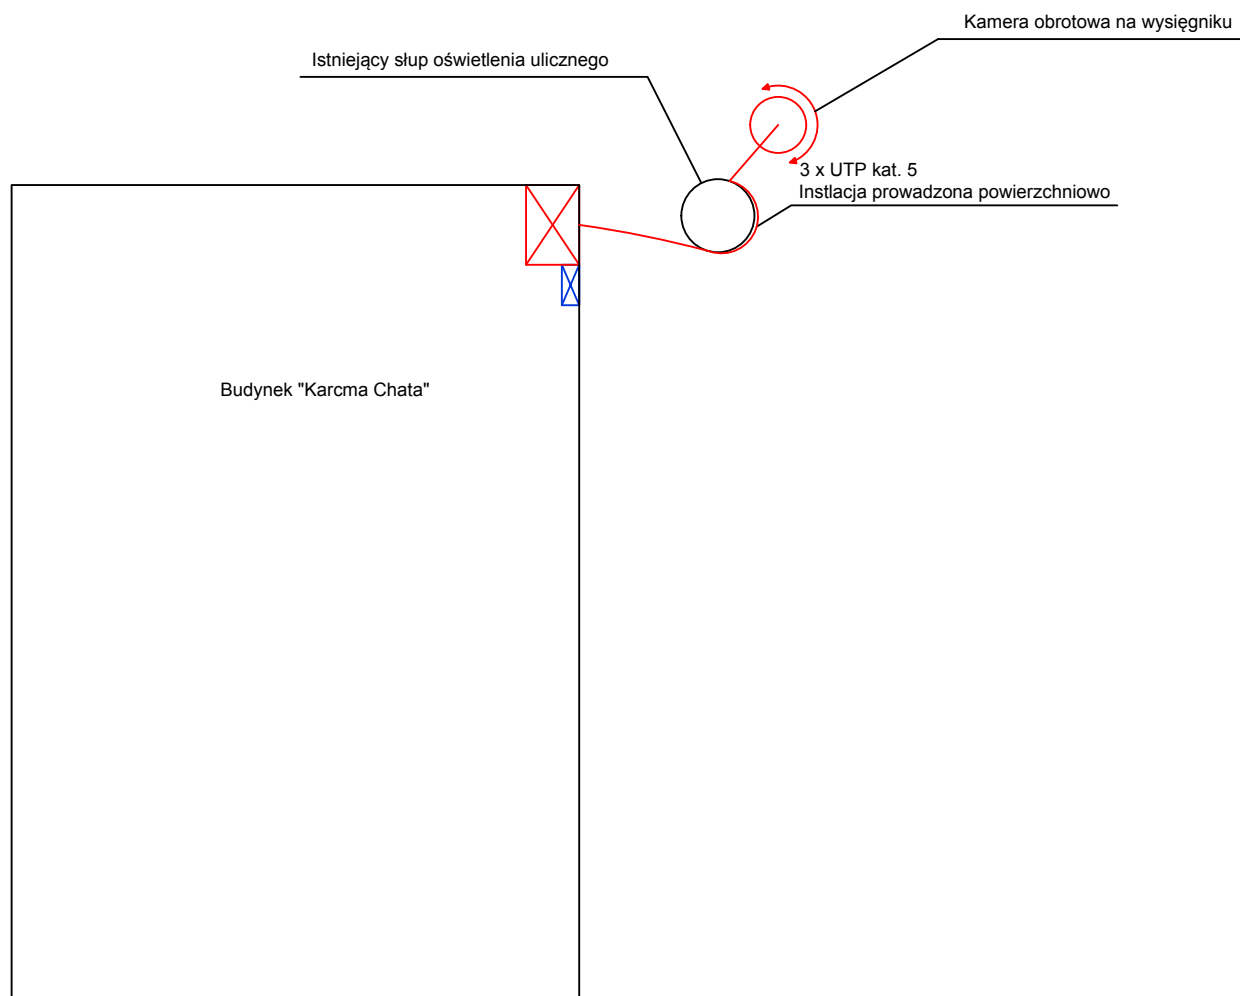 Kamera obrotowa na wysięgniku
Istniejący słup oświetlenia ulicznego
3 x UTP kat. 5
Instlacja prowadzona powierzchniowo
Budynek "Karcma Chata"